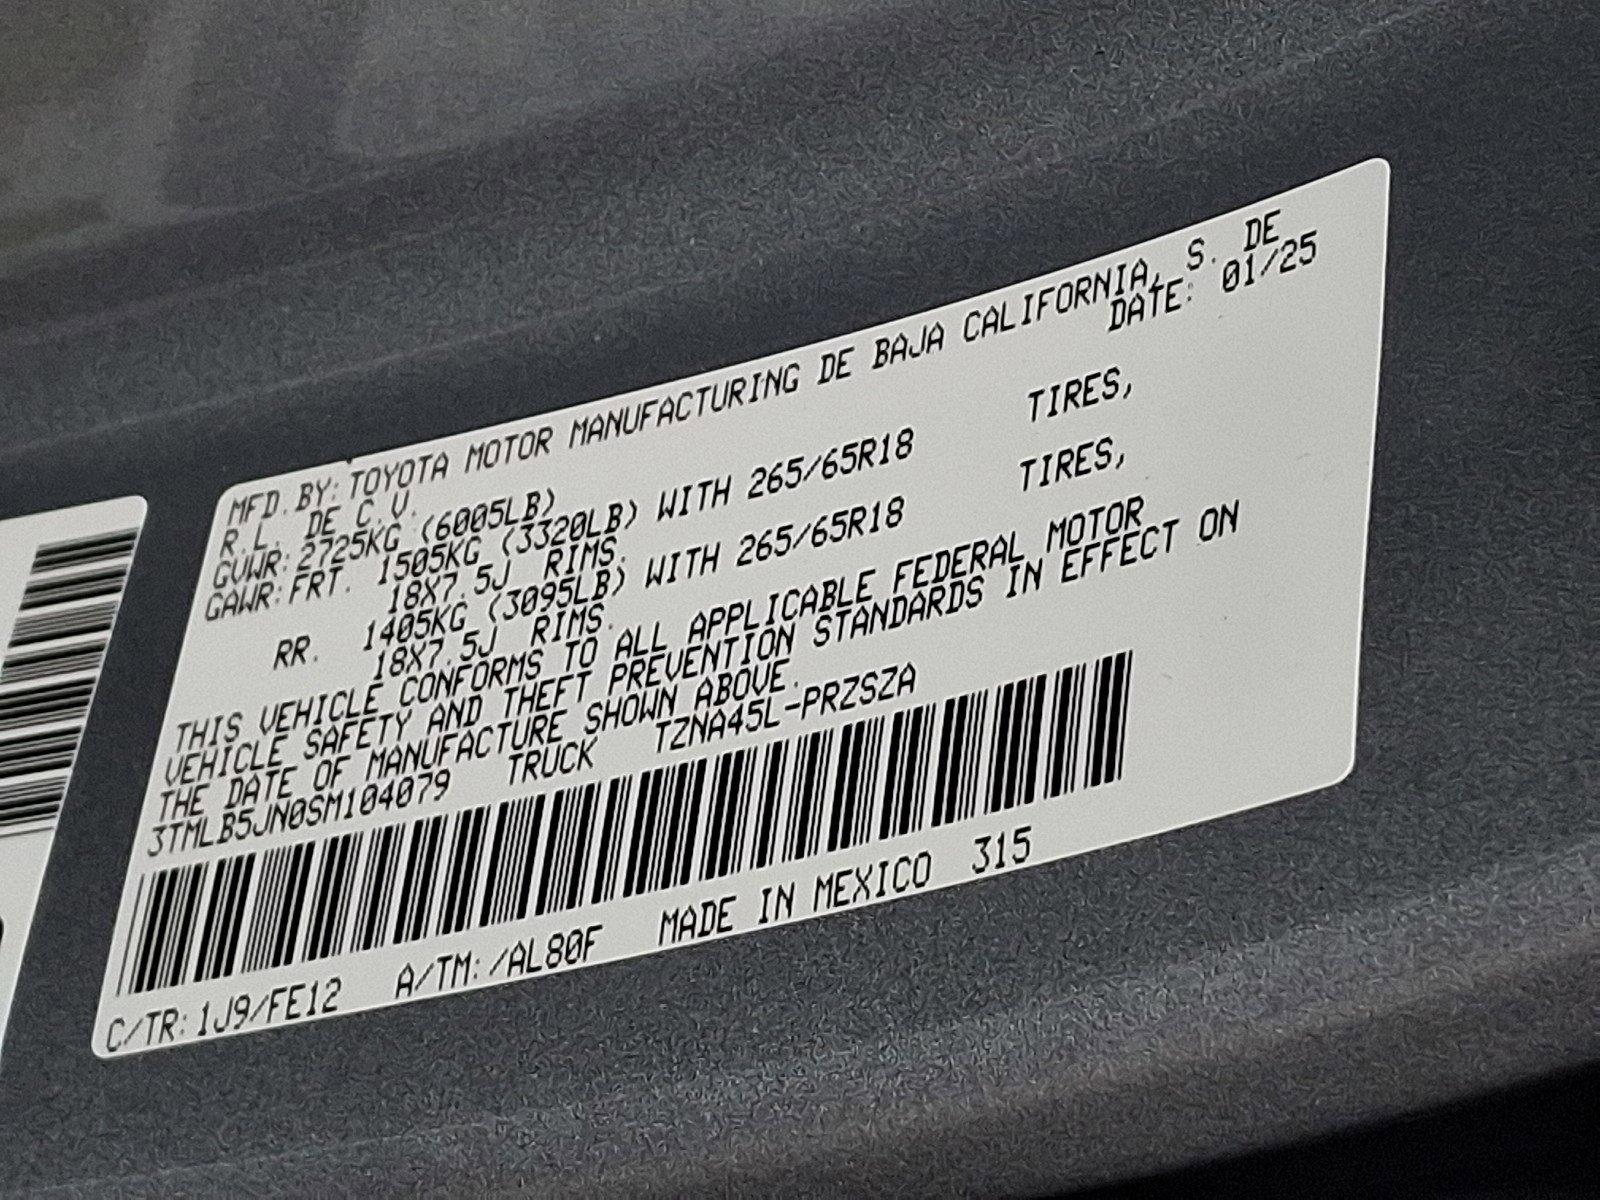 MFD.BY:TOYOTA MOTOR MANUFACTURING DE BAJA CALIFORNIA, S. DE
R.L. DE C.V. DATE: 01/25
GVWR:2725KG (6005LB)
GAWR:FRT. 1505KG (3320LB) WITH 265/65R18 TIRES,
18X7.5J RIMS.
RR. 1405KG (3095LB) WITH 265/65R18 TIRES,
18X7.5J RIMS.
THIS VEHICLE CONFORMS TO ALL APPLICABLE FEDERAL MOTOR
VEHICLE SAFETY AND THEFT PREVENTION STANDARDS IN EFFECT ON
THE DATE OF MANUFACTURE SHOWN ABOVE.
3TMLB5JN0SM104079 TRUCK TZNA45L-PRZSZA
C/TR:1J9/FE12 A/TM:/AL80F MADE IN MEXICO 315